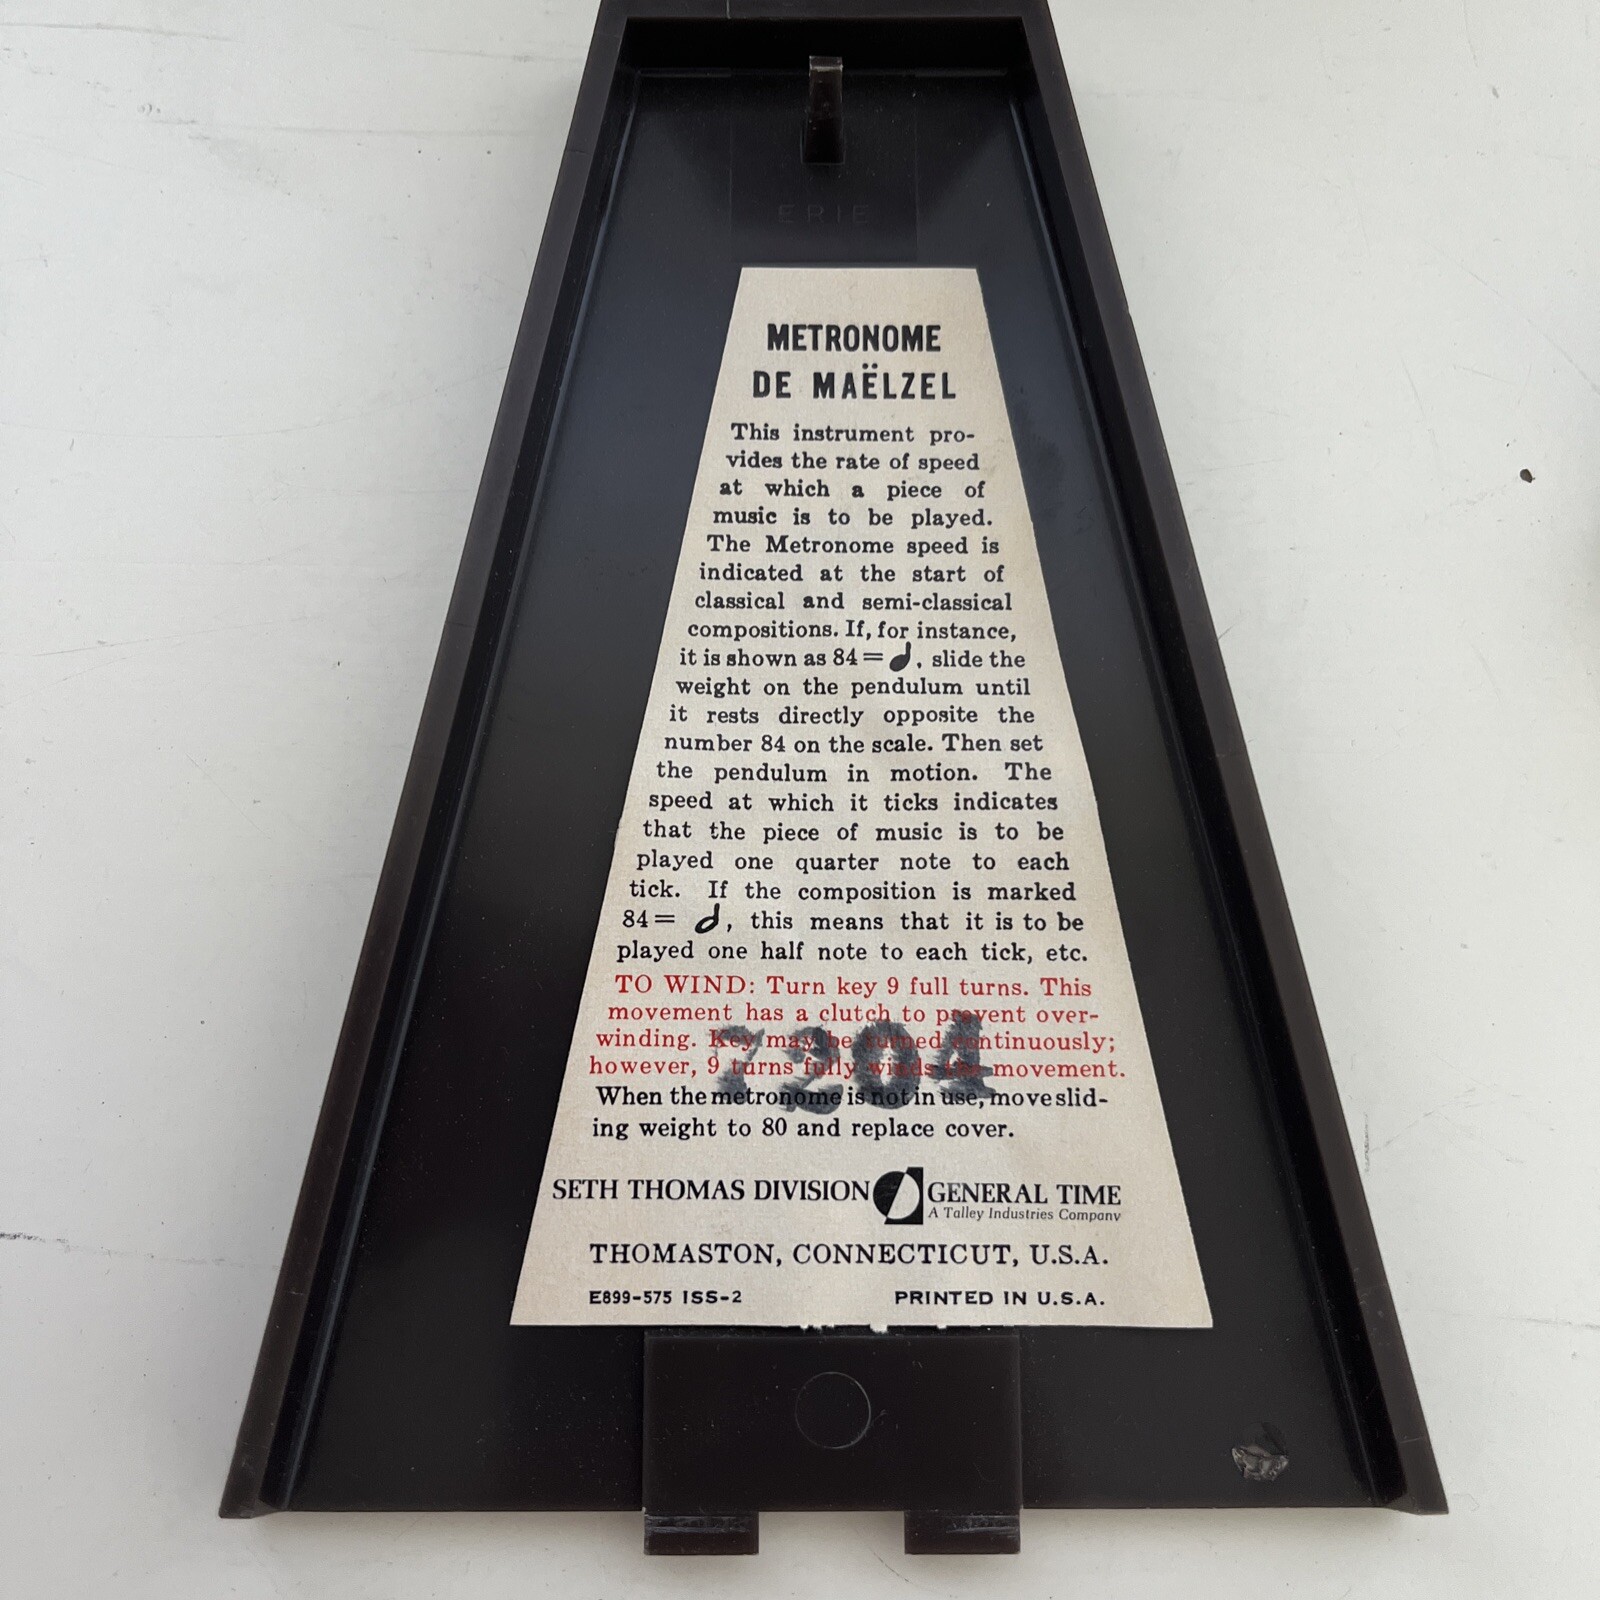 ERIE
METRONOME
DE MAËLZEL
This instrument pro-
vides the rate of speed
at which a piece of
music is to be played.
The Metronome speed is
indicated at the start of
classical and semi-classical
compositions. If, for instance,
it is shown as 84 = 𝅘𝅥, slide the
weight on the pendulum until
it rests directly opposite the
number 84 on the scale. Then set
the pendulum in motion. The
speed at which it ticks indicates
that the piece of music is to be
played one quarter note to each
tick. If the composition is marked
84 = 𝅗𝅥, this means that it is to be
played one half note to each tick, etc.
TO WIND: Turn key 9 full turns. This
movement has a clutch to prevent over-
winding. Key may be turned continuously;
however, 9 turns fully winds the movement.
7204
When the metronome is not in use, move slid-
ing weight to 80 and replace cover.
SETH THOMAS DIVISION GENERAL TIME
A Talley Industries Company
THOMASTON, CONNECTICUT, U.S.A.
E899-575 ISS-2 PRINTED IN U.S.A.